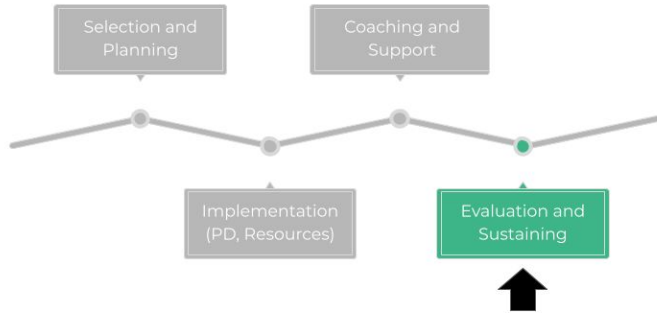 Selection and
Planning
Coaching and
Support
Implementation
(PD, Resources)
Evaluation and
Sustaining